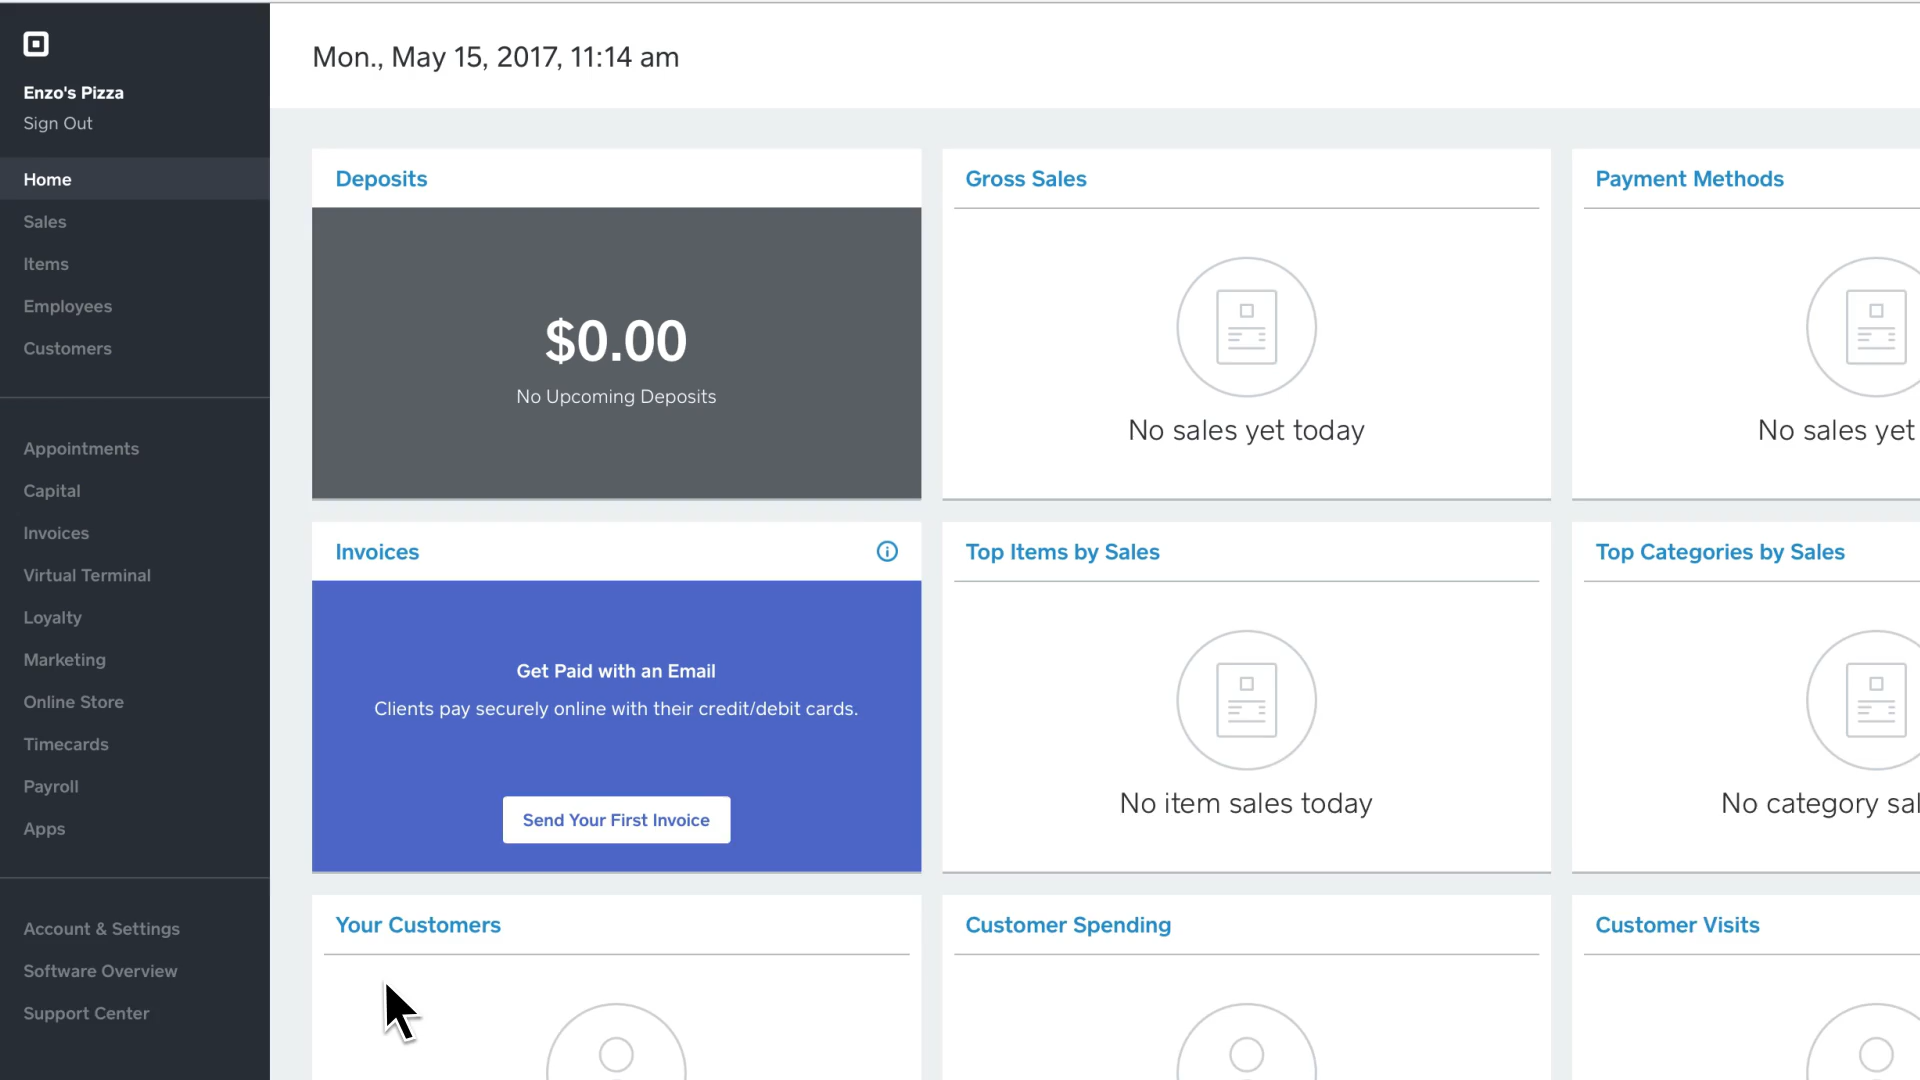 Mon., May 15, 2017, 11:14 am
Enzo's Pizza
Sign Out
Home
Sales
Items
Employees
Customers
Appointments
Capital
Invoices
Virtual Terminal
Loyalty
Marketing
Online Store
Timecards
Payroll
Apps
Account & Settings
Software Overview
Support Center
Deposits
$0.00
No Upcoming Deposits
Gross Sales
No sales yet today
Payment Methods
No sales yet
Invoices
Get Paid with an Email
Clients pay securely online with their credit/debit cards.
Send Your First Invoice
Top Items by Sales
No item sales today
Top Categories by Sales
No category
Your Customers
Customer Spending
Customer Visits